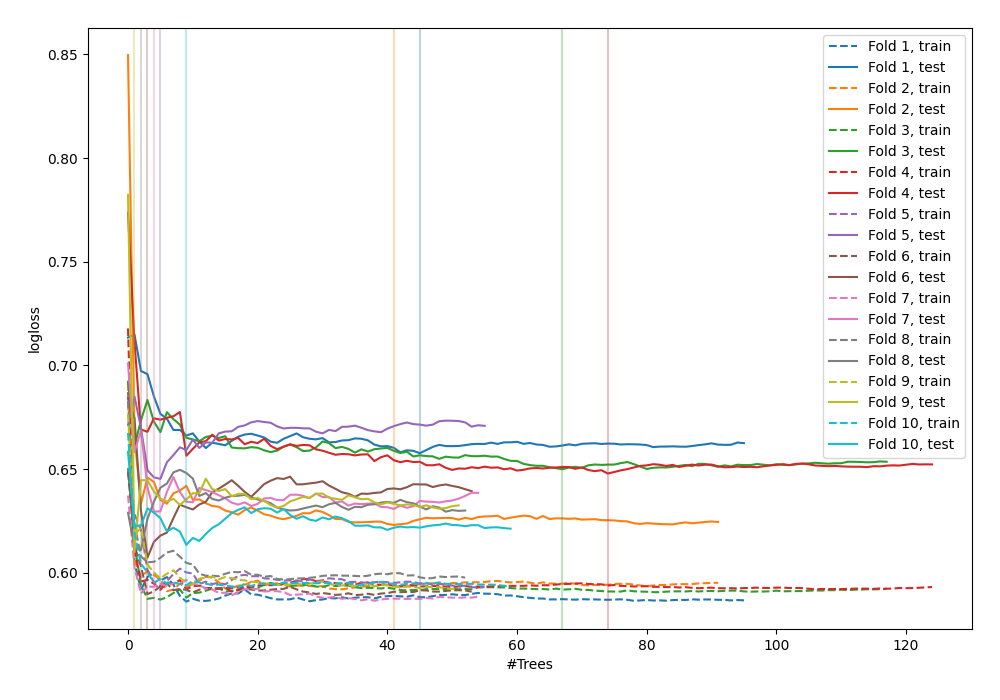 0.85
0.80
0.75
0.70
0.65
0.60
logloss
0
20
40
60
80
100
120
#Trees
Fold 1, train
Fold 1, test
Fold 2, train
Fold 2, test
Fold 3, train
Fold 3, test
Fold 4, train
Fold 4, test
Fold 5, train
Fold 5, test
Fold 6, train
Fold 6, test
Fold 7, train
Fold 7, test
Fold 8, train
Fold 8, test
Fold 9, train
Fold 9, test
Fold 10, train
Fold 10, test